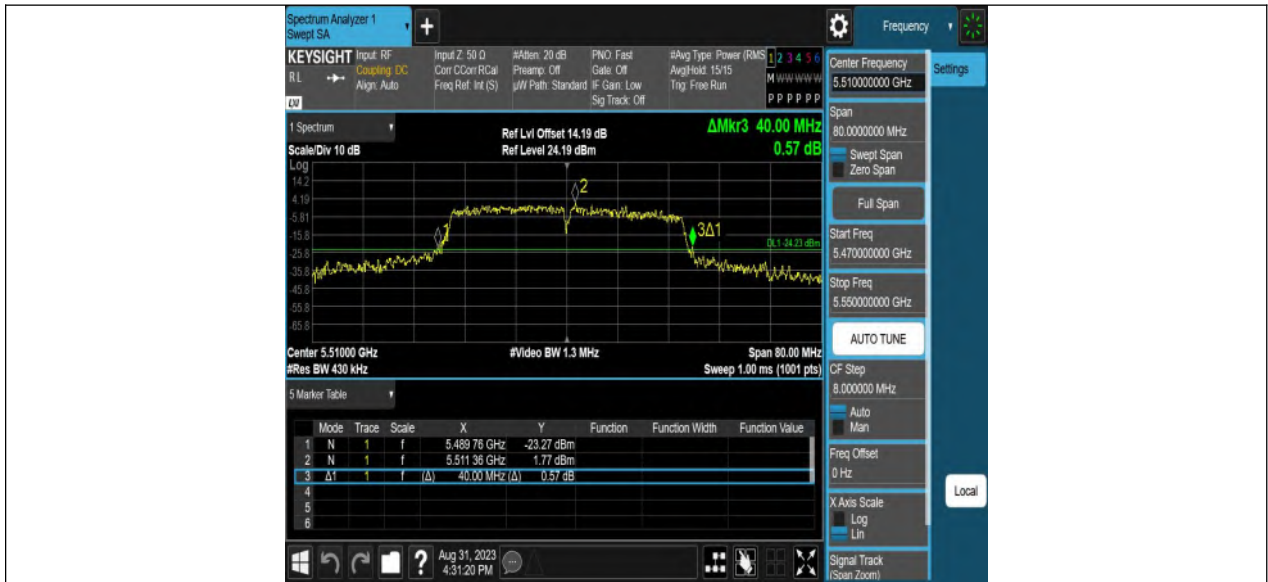 Spectrum Analyzer 1
Swept SA
+
Frequency
KEYSIGHT
RL
LXI
Input: RF
Coupling: DC
Align: Auto
Input Z: 50 Ω
Corr CCorr RCal
Freq Ref: Int (S)
#Atten: 20 dB
Preamp: Off
µW Path: Standard
PNO: Fast
Gate: Off
IF Gain: Low
Sig Track: Off
#Avg Type: Power (RMS
Avg|Hold: 15/15
Trig: Free Run
1 2 3 4 5 6
M W W W W W
P P P P P P
Center Frequency
5.510000000 GHz
Settings
Span
80.0000000 MHz
Swept Span
Zero Span
Full Span
Start Freq
5.470000000 GHz
Stop Freq
5.550000000 GHz
AUTO TUNE
CF Step
8.000000 MHz
Auto
Man
Freq Offset
0 Hz
X Axis Scale
Log
Lin
Signal Track
(Span Zoom)
Local
1 Spectrum
Scale/Div 10 dB
Ref Lvl Offset 14.19 dB
Ref Level 24.19 dBm
ΔMkr3 40.00 MHz
0.57 dB
Log
14.2
4.19
-5.81
-15.8
-25.8
-35.8
-45.8
-55.8
-65.8
1
2
3Δ1
DL1 -24.23 dBm
Center 5.51000 GHz
#Video BW 1.3 MHz
Span 80.00 MHz
#Res BW 430 kHz
Sweep 1.00 ms (1001 pts)
5 Marker Table
Mode Trace Scale X Y Function Function Width Function Value
1 N 1 f 5.489 76 GHz -23.27 dBm
2 N 1 f 5.511 36 GHz 1.77 dBm
3 Δ1 1 f (Δ) 40.00 MHz (Δ) 0.57 dB
4
5
6
?
Aug 31, 2023
4:31:20 PM